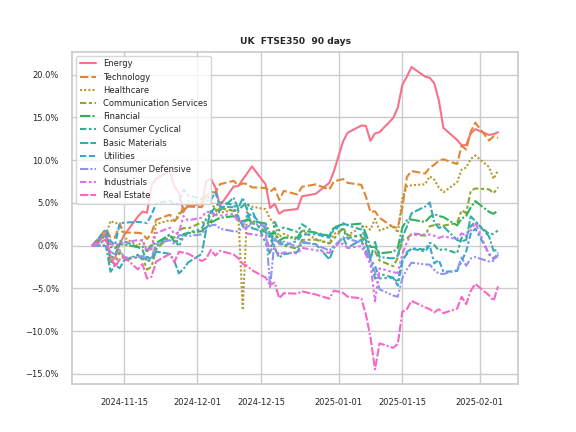 UK FTSE350 90 days
Energy
Technology
Healthcare
Communication Services
Financial
Consumer Cyclical
Basic Materials
Utilities
Consumer Defensive
Industrials
Real Estate
20.0%
15.0%
10.0%
5.0%
0.0%
−5.0%
−10.0%
−15.0%
2024-11-15
2024-12-01
2024-12-15
2025-01-01
2025-01-15
2025-02-01